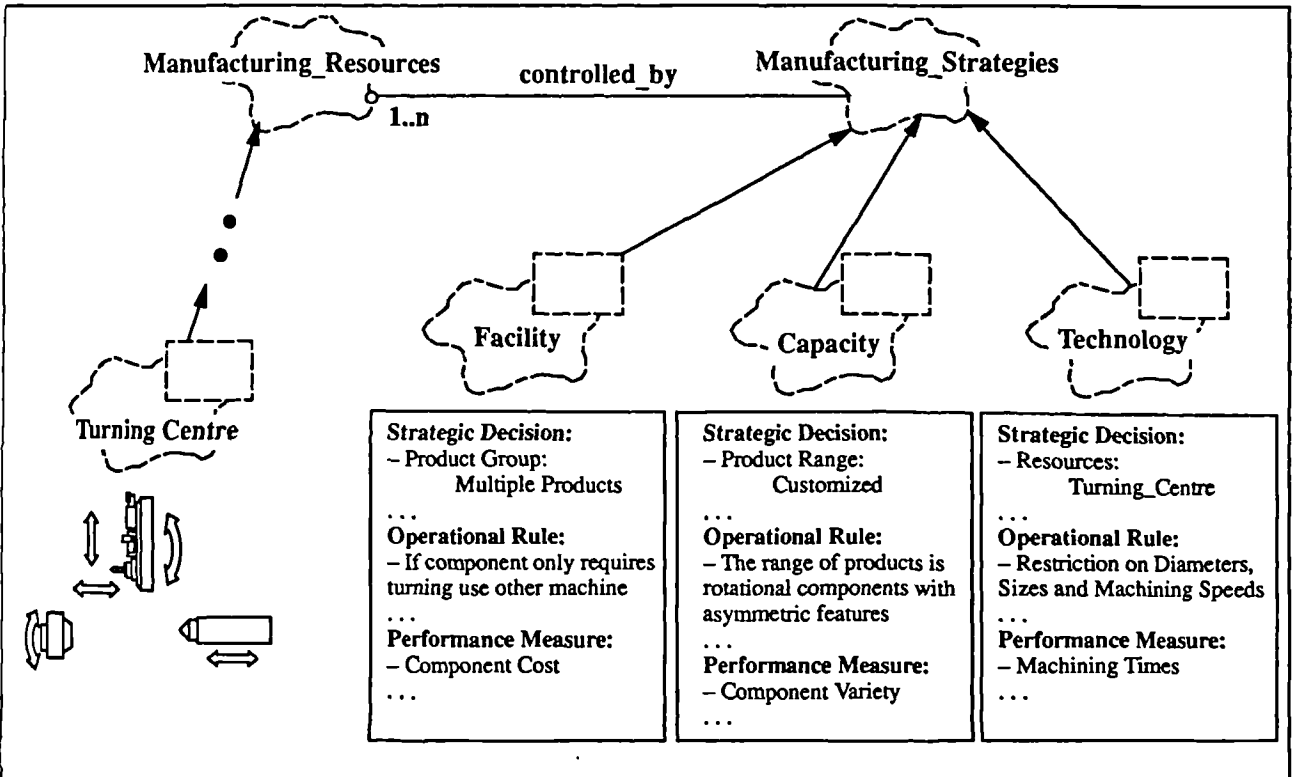 Manufacturing_Resources
controlled_by
Manufacturing_Strategies
1..n
Facility
Capacity
Technology
Turning Centre
Strategic Decision:
– Product Group:
Multiple Products
. . .
Operational Rule:
– If component only requires
turning use other machine
. . .
Performance Measure:
– Component Cost
. . .
Strategic Decision:
– Product Range:
Customized
. . .
Operational Rule:
– The range of products is
rotational components with
asymmetric features
. . .
Performance Measure:
– Component Variety
. . .
Strategic Decision:
– Resources:
Turning_Centre
. . .
Operational Rule:
– Restriction on Diameters,
Sizes and Machining Speeds
. . .
Performance Measure:
– Machining Times
. . .